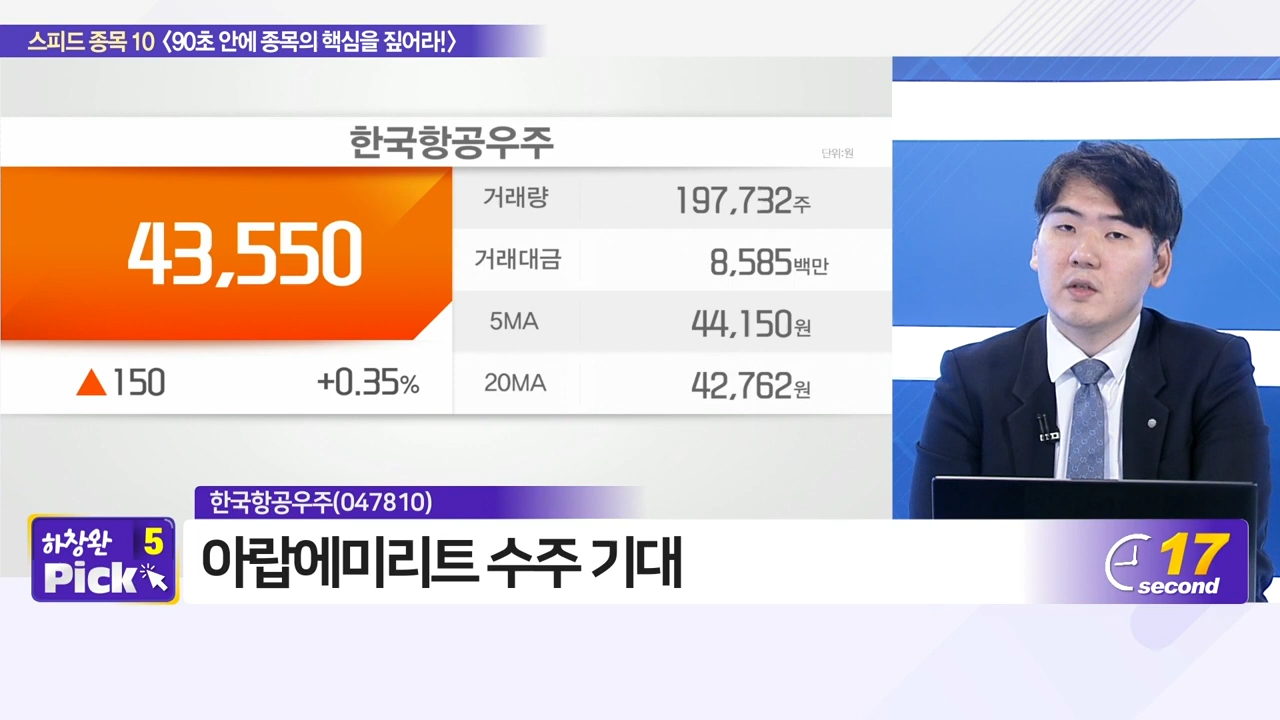 스피드 종목 10 〈90초 안에 종목의 핵심을 짚어라!〉
한국항공우주
단위:원
43,550
▲150 +0.35%
거래량 197,732주
거래대금 8,585백만
5MA 44,150원
20MA 42,762원
한국항공우주(047810)
하창완 5
Pick
아랍에미리트 수주 기대
17
second